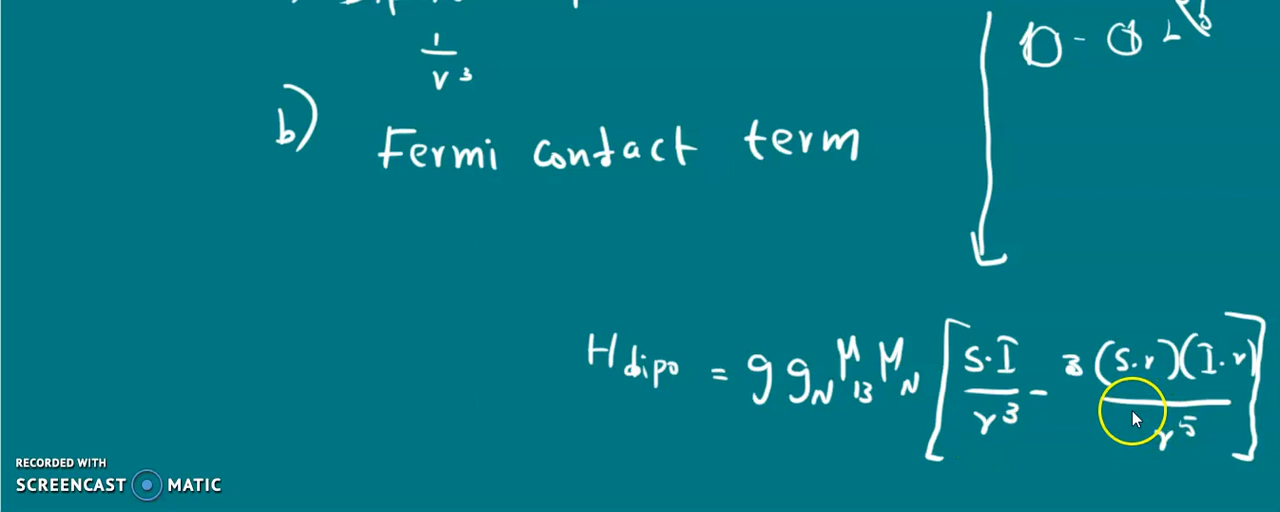 1
r³
b) Fermi contact term
H dipo = g g_N μ_B μ_N [ S·I / r³ - 3 (S·r)(I·r) / r⁵ ]
RECORDED WITH
SCREENCAST MATIC